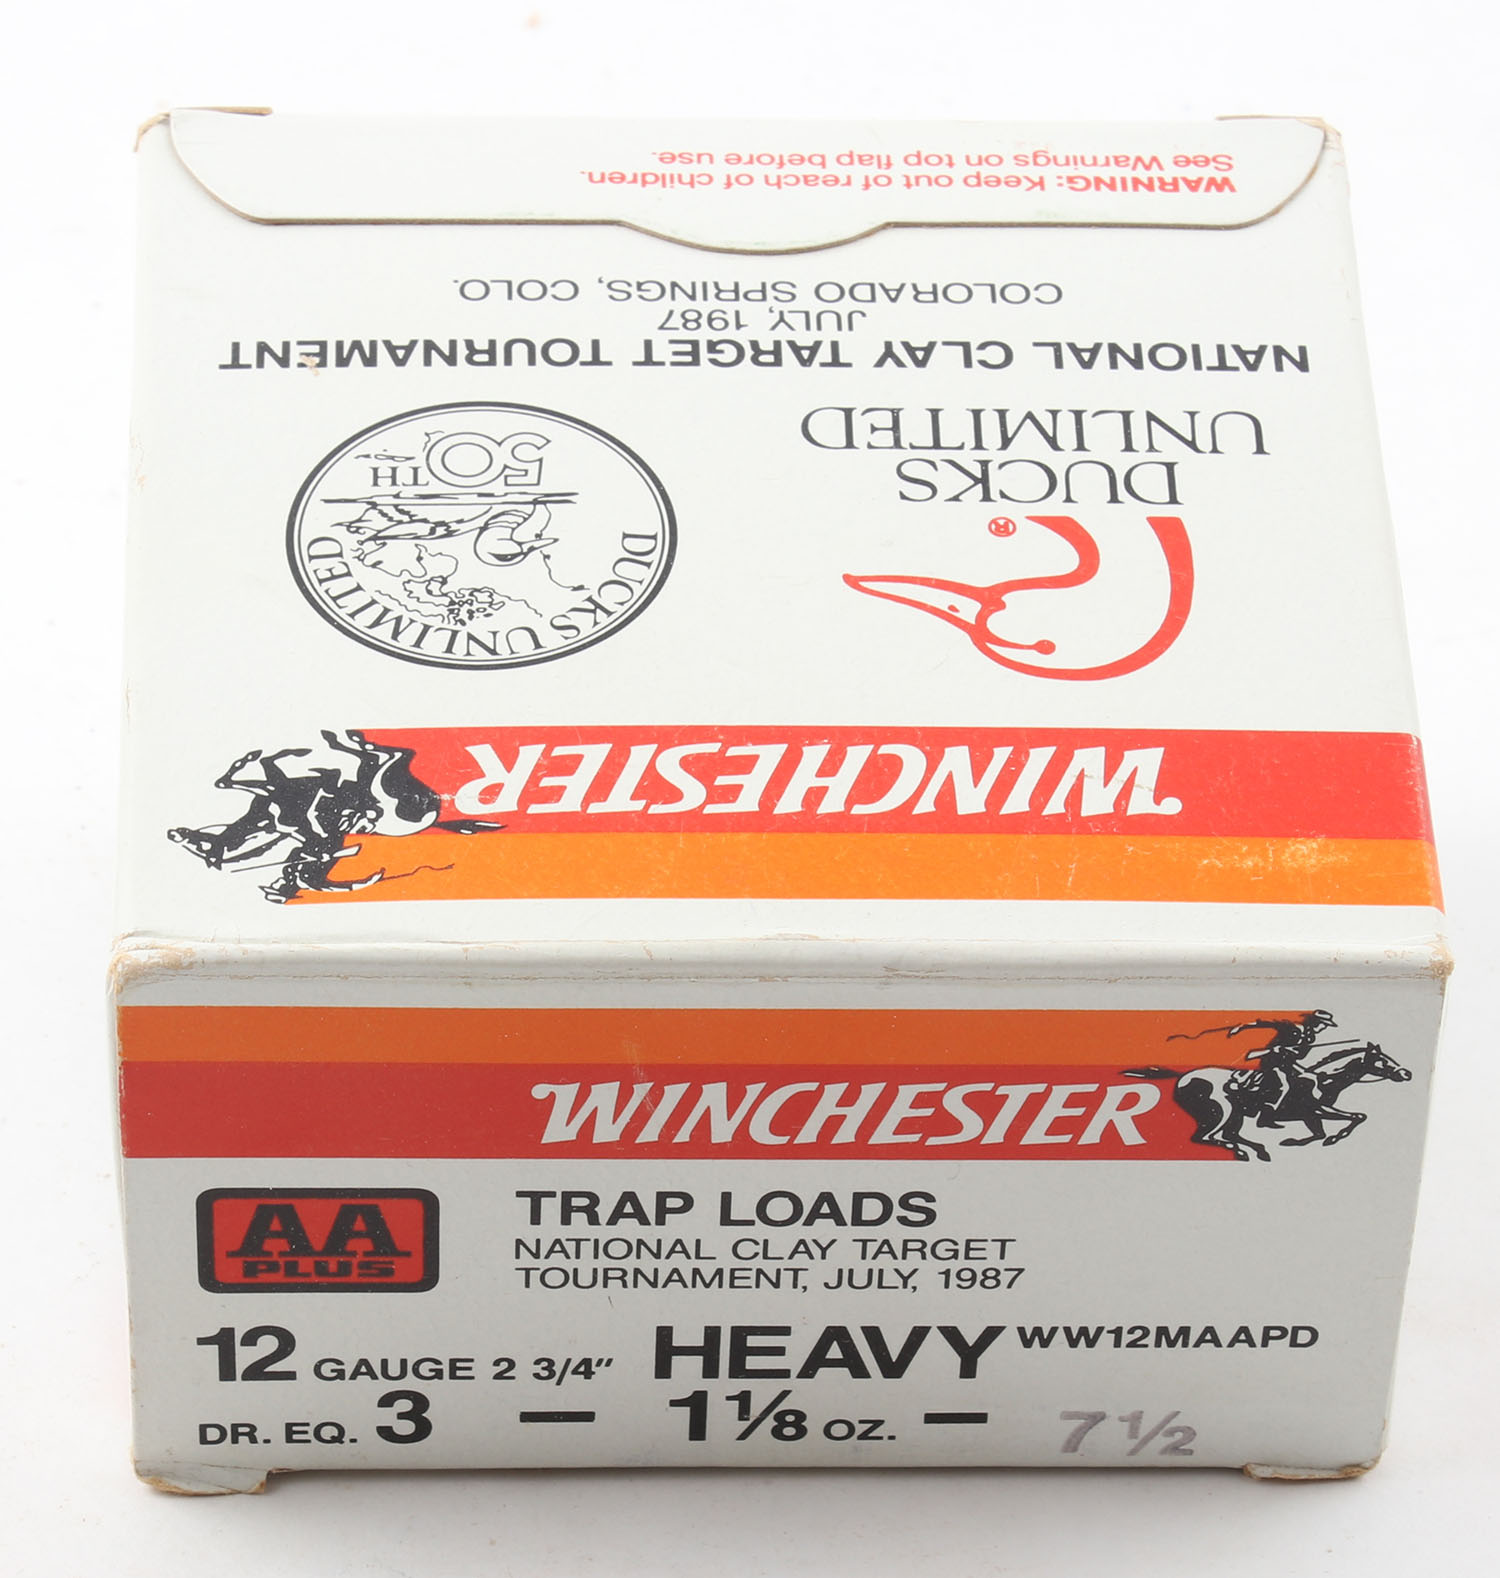 WARNING: Keep out of reach of children.
See Warnings on top flap before use.
WINCHESTER
DUCKS
UNLIMITED
®
DUCKS UNLIMITED
50TH
NATIONAL CLAY TARGET TOURNAMENT
JULY, 1987
COLORADO SPRINGS, COLO.
WINCHESTER
AA
PLUS
TRAP LOADS
NATIONAL CLAY TARGET
TOURNAMENT, JULY, 1987
12 GAUGE 2 3/4" HEAVY WW12MAAPD
DR. EQ. 3 — 1 1/8 OZ. — 7 1/2